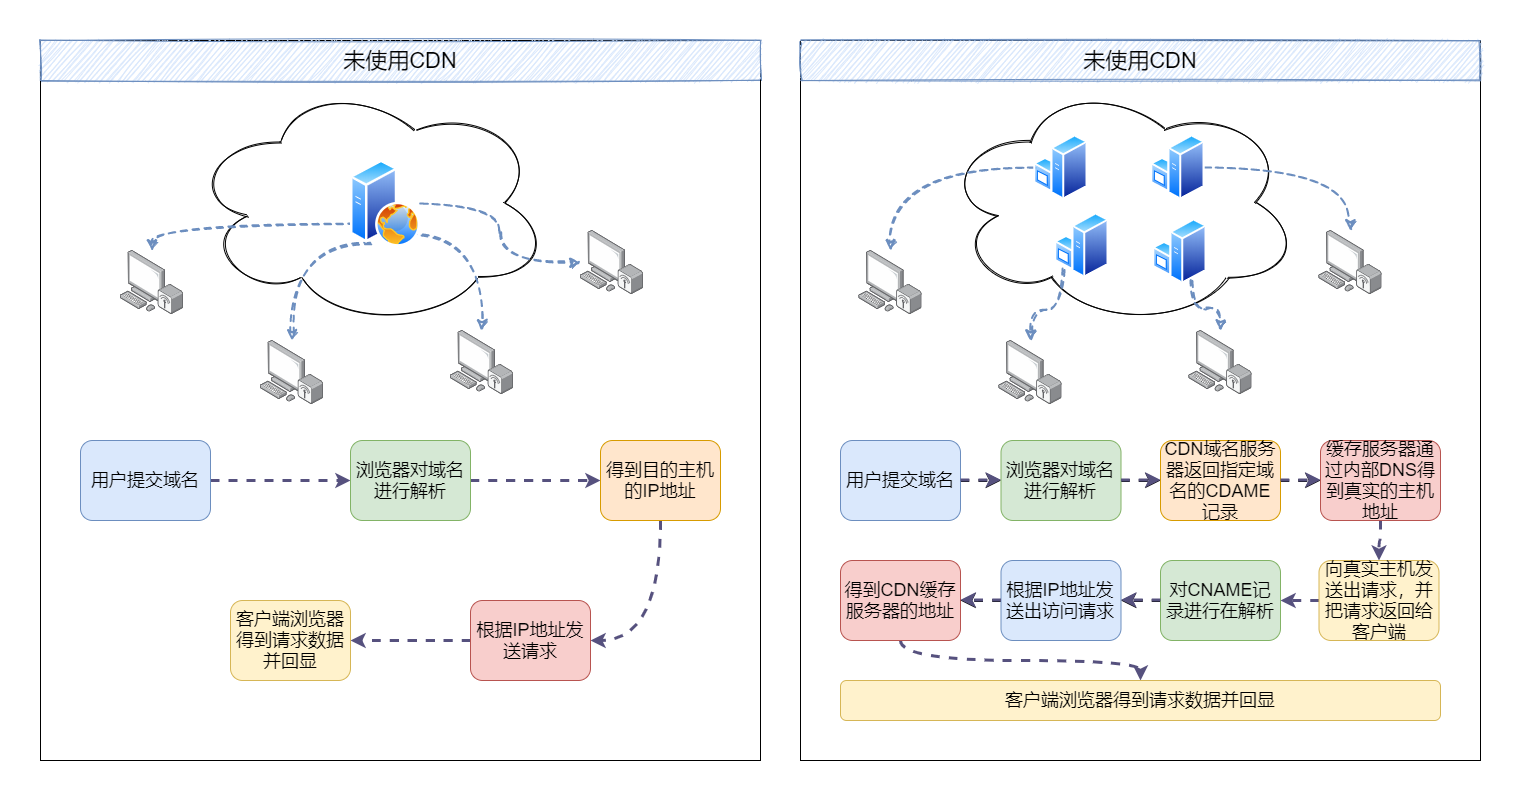 未使用CDN
用户提交域名
浏览器对域名
进行解析
得到目的主机
的IP地址
根据IP地址发
送请求
客户端浏览器
得到请求数据
并回显
未使用CDN
用户提交域名
浏览器对域名
进行解析
CDN域名服务
器返回指定域
名的CDAME
记录
缓存服务器通
过内部DNS得
到真实的主机
地址
向真实主机发
送出请求，并
把请求返回给
客户端
对CNAME记
录进行在解析
根据IP地址发
送出访问请求
得到CDN缓存
服务器的地址
客户端浏览器得到请求数据并回显